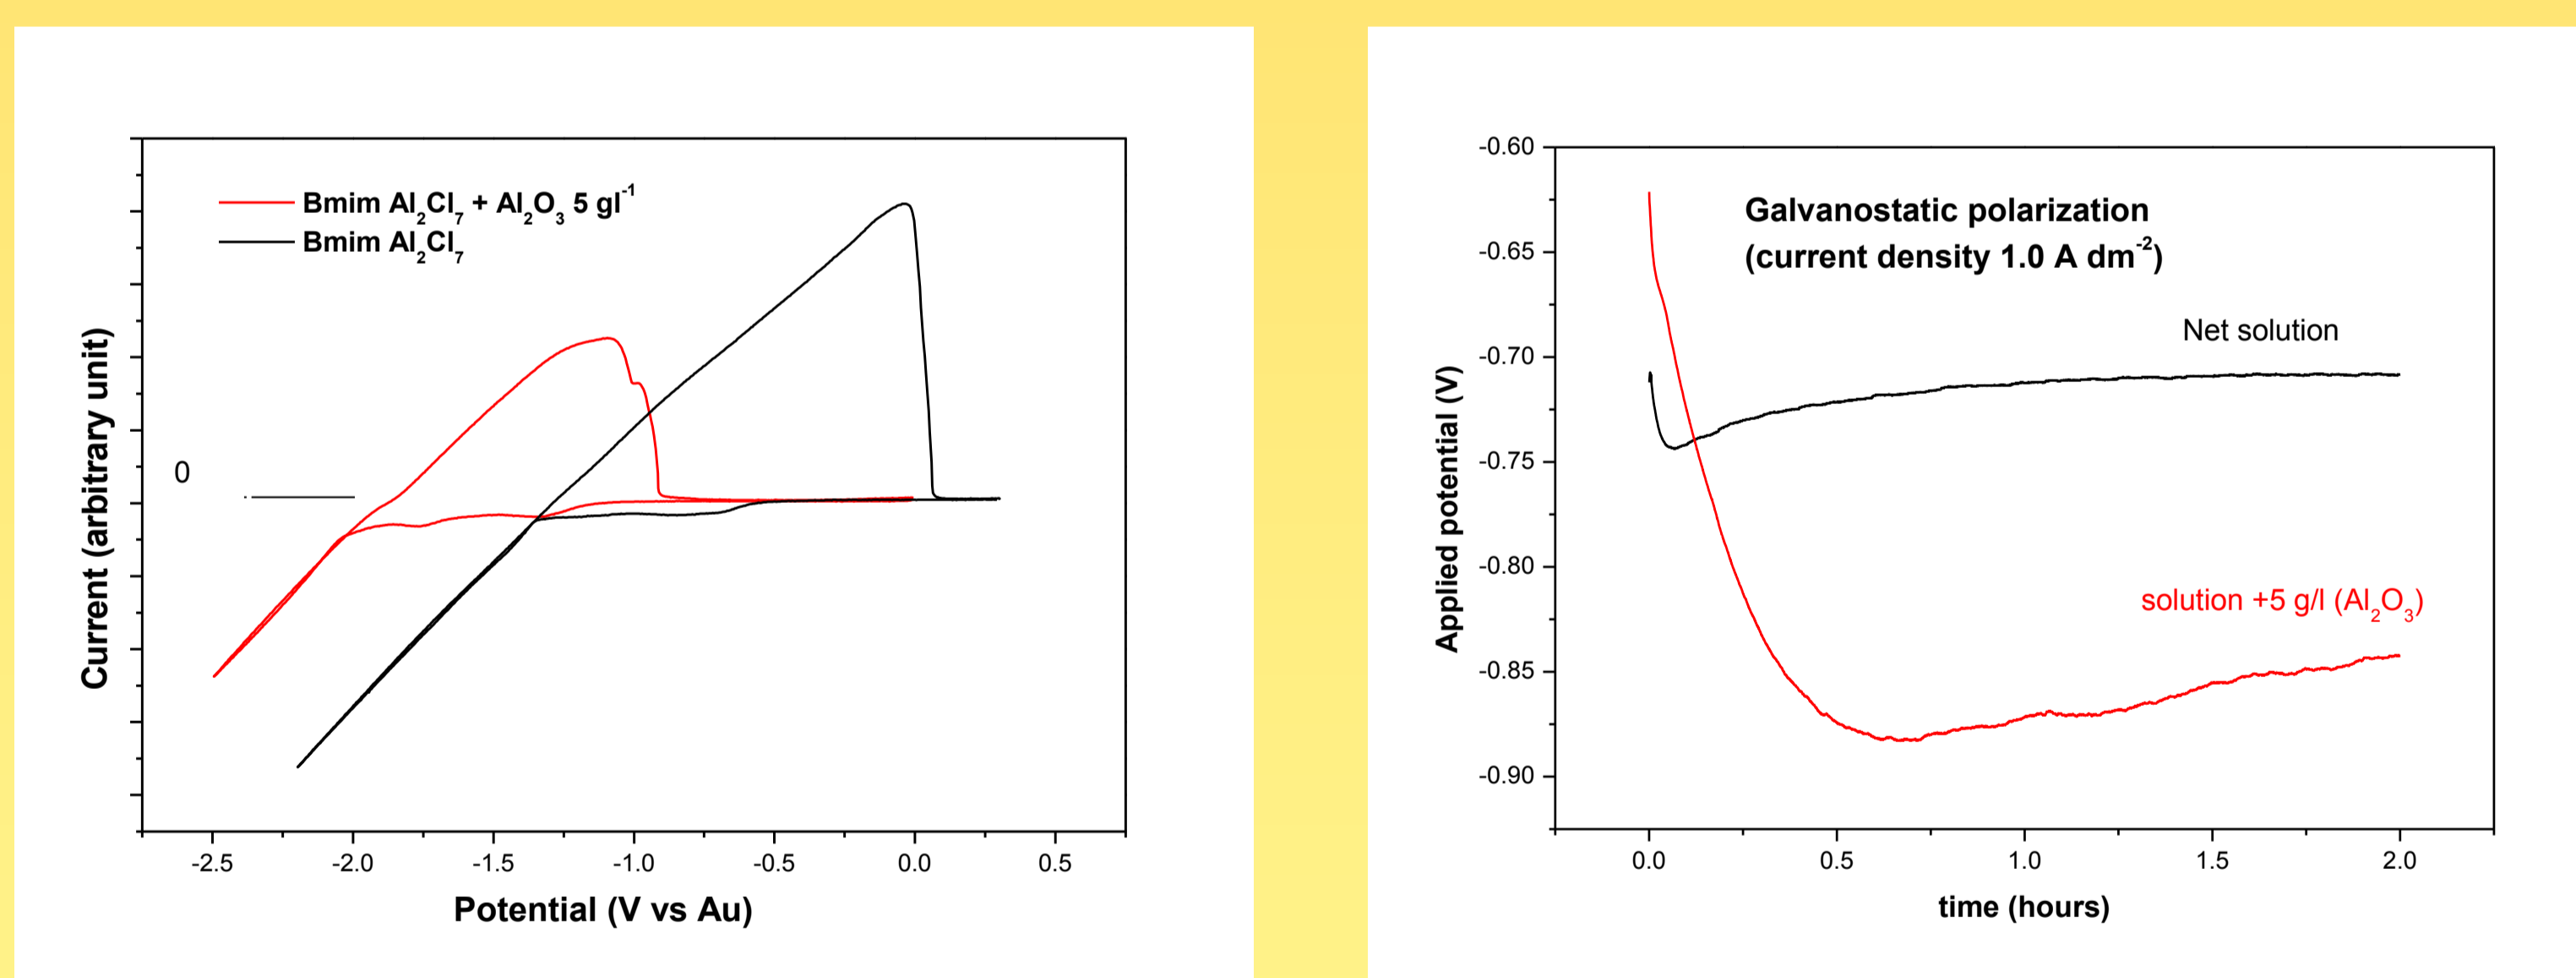 Bmim Al₂Cl₇ + Al₂O₃ 5 gl⁻¹
Bmim Al₂Cl₇
0
Current (arbitrary unit)
-2.5 -2.0 -1.5 -1.0 -0.5 0.0 0.5
Potential (V vs Au)
Galvanostatic polarization
(current density 1.0 A dm⁻²)
Net solution
solution +5 g/l (Al₂O₃)
-0.60
-0.65
-0.70
-0.75
-0.80
-0.85
-0.90
Applied potential (V)
0.0 0.5 1.0 1.5 2.0
time (hours)